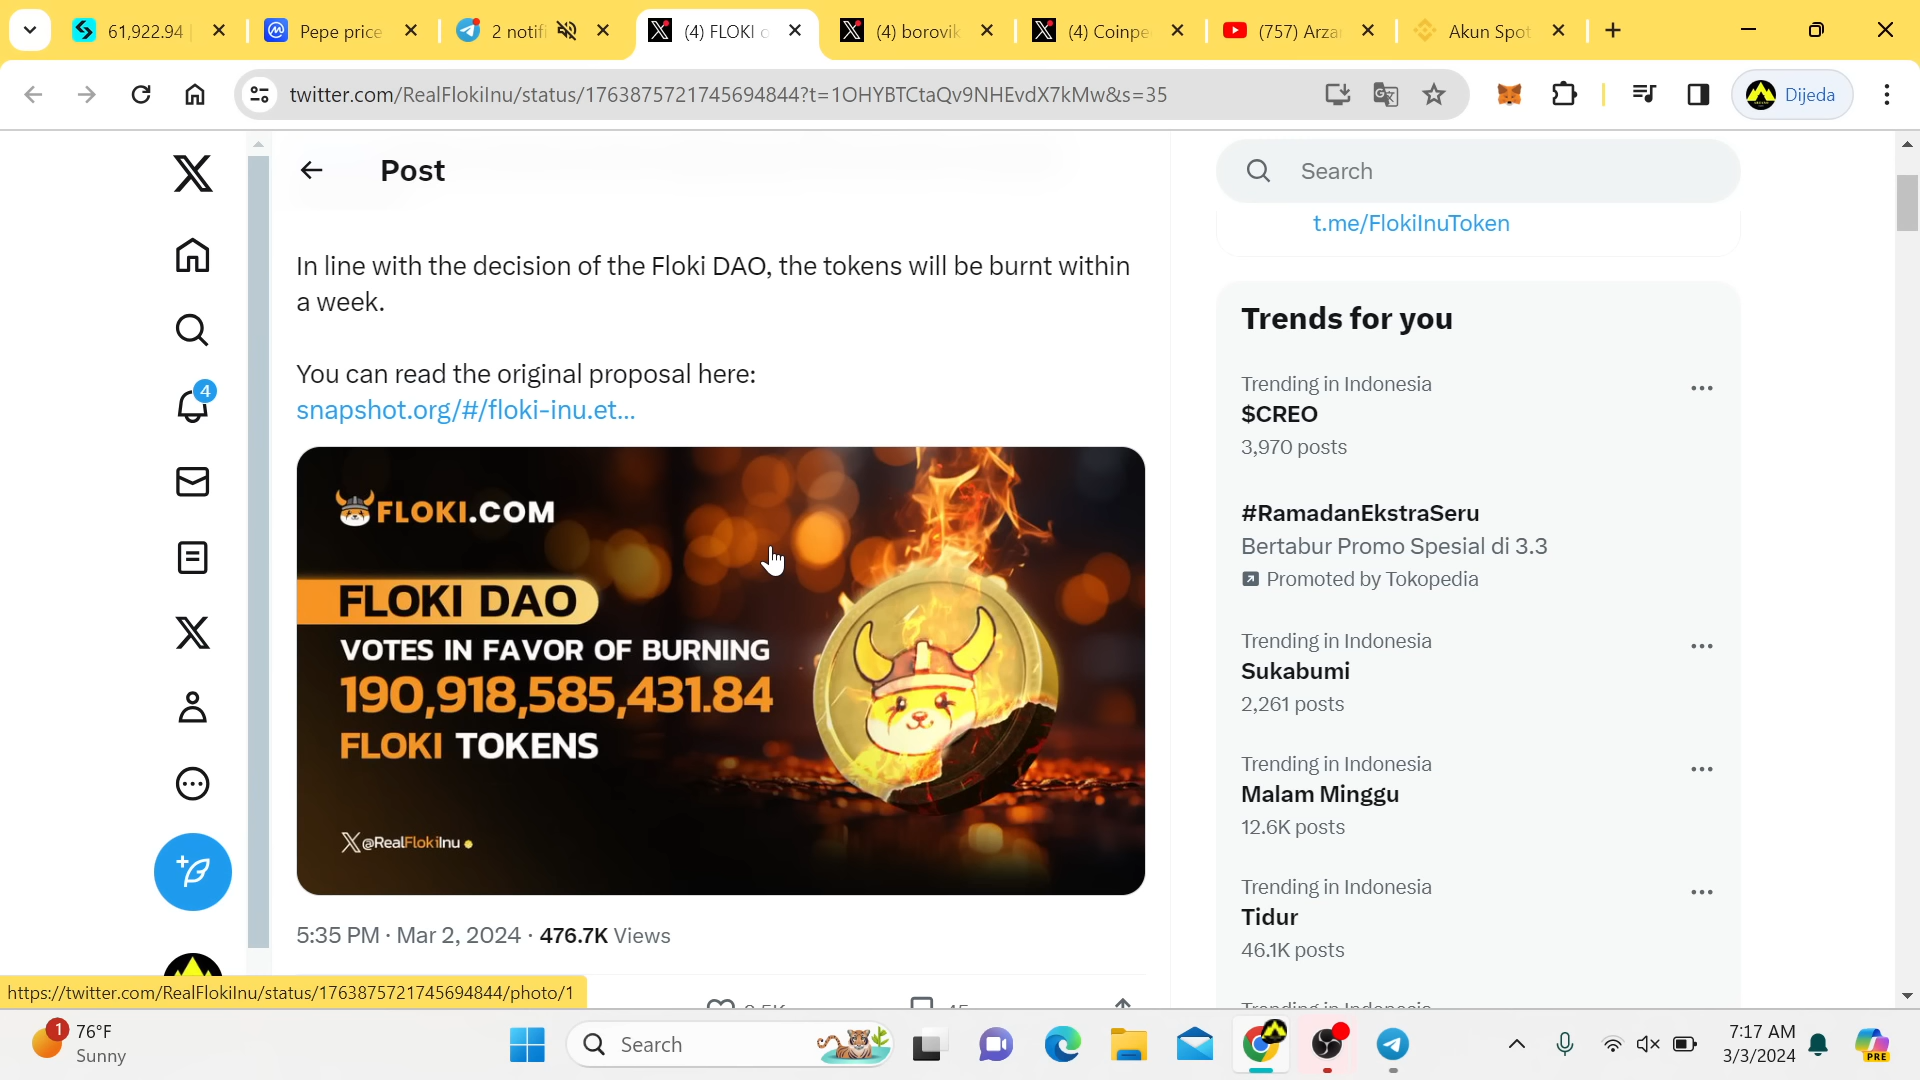 61,922.94
Pepe price
2 notifi
(4) FLOKI o
(4) borovik
(4) Coinpe
(757) Arza
Akun Spot
twitter.com/RealFlokiInu/status/1763875721745694844?t=1OHYBTCtaQv9NHEvdX7kMw&s=35
Dijeda
Post
4
In line with the decision of the Floki DAO, the tokens will be burnt within
a week.
You can read the original proposal here:
snapshot.org/#/floki-inu.et…
FLOKI.COM
FLOKI DAO
VOTES IN FAVOR OF BURNING
190,918,585,431.84
FLOKI TOKENS
@RealFlokiInu
5:35 PM · Mar 2, 2024 · 476.7K Views
Search
t.me/FlokiInuToken
Trends for you
Trending in Indonesia
$CREO
3,970 posts
#RamadanEkstraSeru
Bertabur Promo Spesial di 3.3
Promoted by Tokopedia
Trending in Indonesia
Sukabumi
2,261 posts
Trending in Indonesia
Malam Minggu
12.6K posts
Trending in Indonesia
Tidur
46.1K posts
https://twitter.com/RealFlokiInu/status/1763875721745694844/photo/1
1
76°F
Sunny
Search
7:17 AM
3/3/2024
PRE